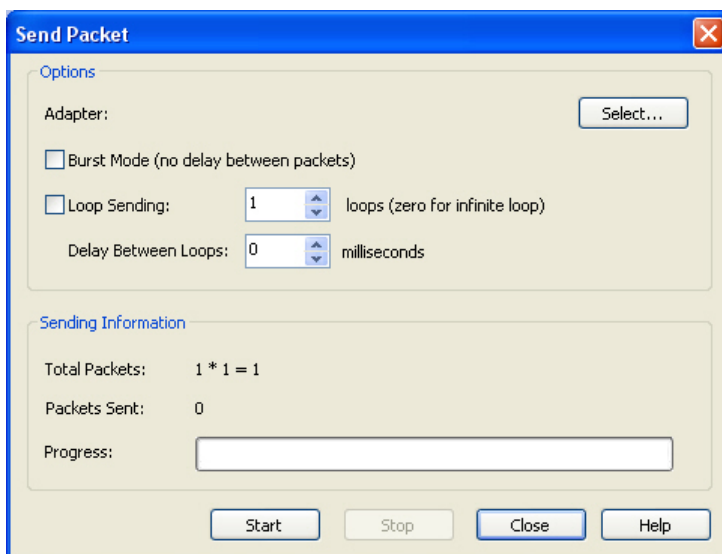 Send Packet
Options
Adapter:
Select...
Burst Mode (no delay between packets)
Loop Sending: 1 loops (zero for infinite loop)
Delay Between Loops: 0 milliseconds
Sending Information
Total Packets: 1 * 1 = 1
Packets Sent: 0
Progress:
Start Stop Close Help